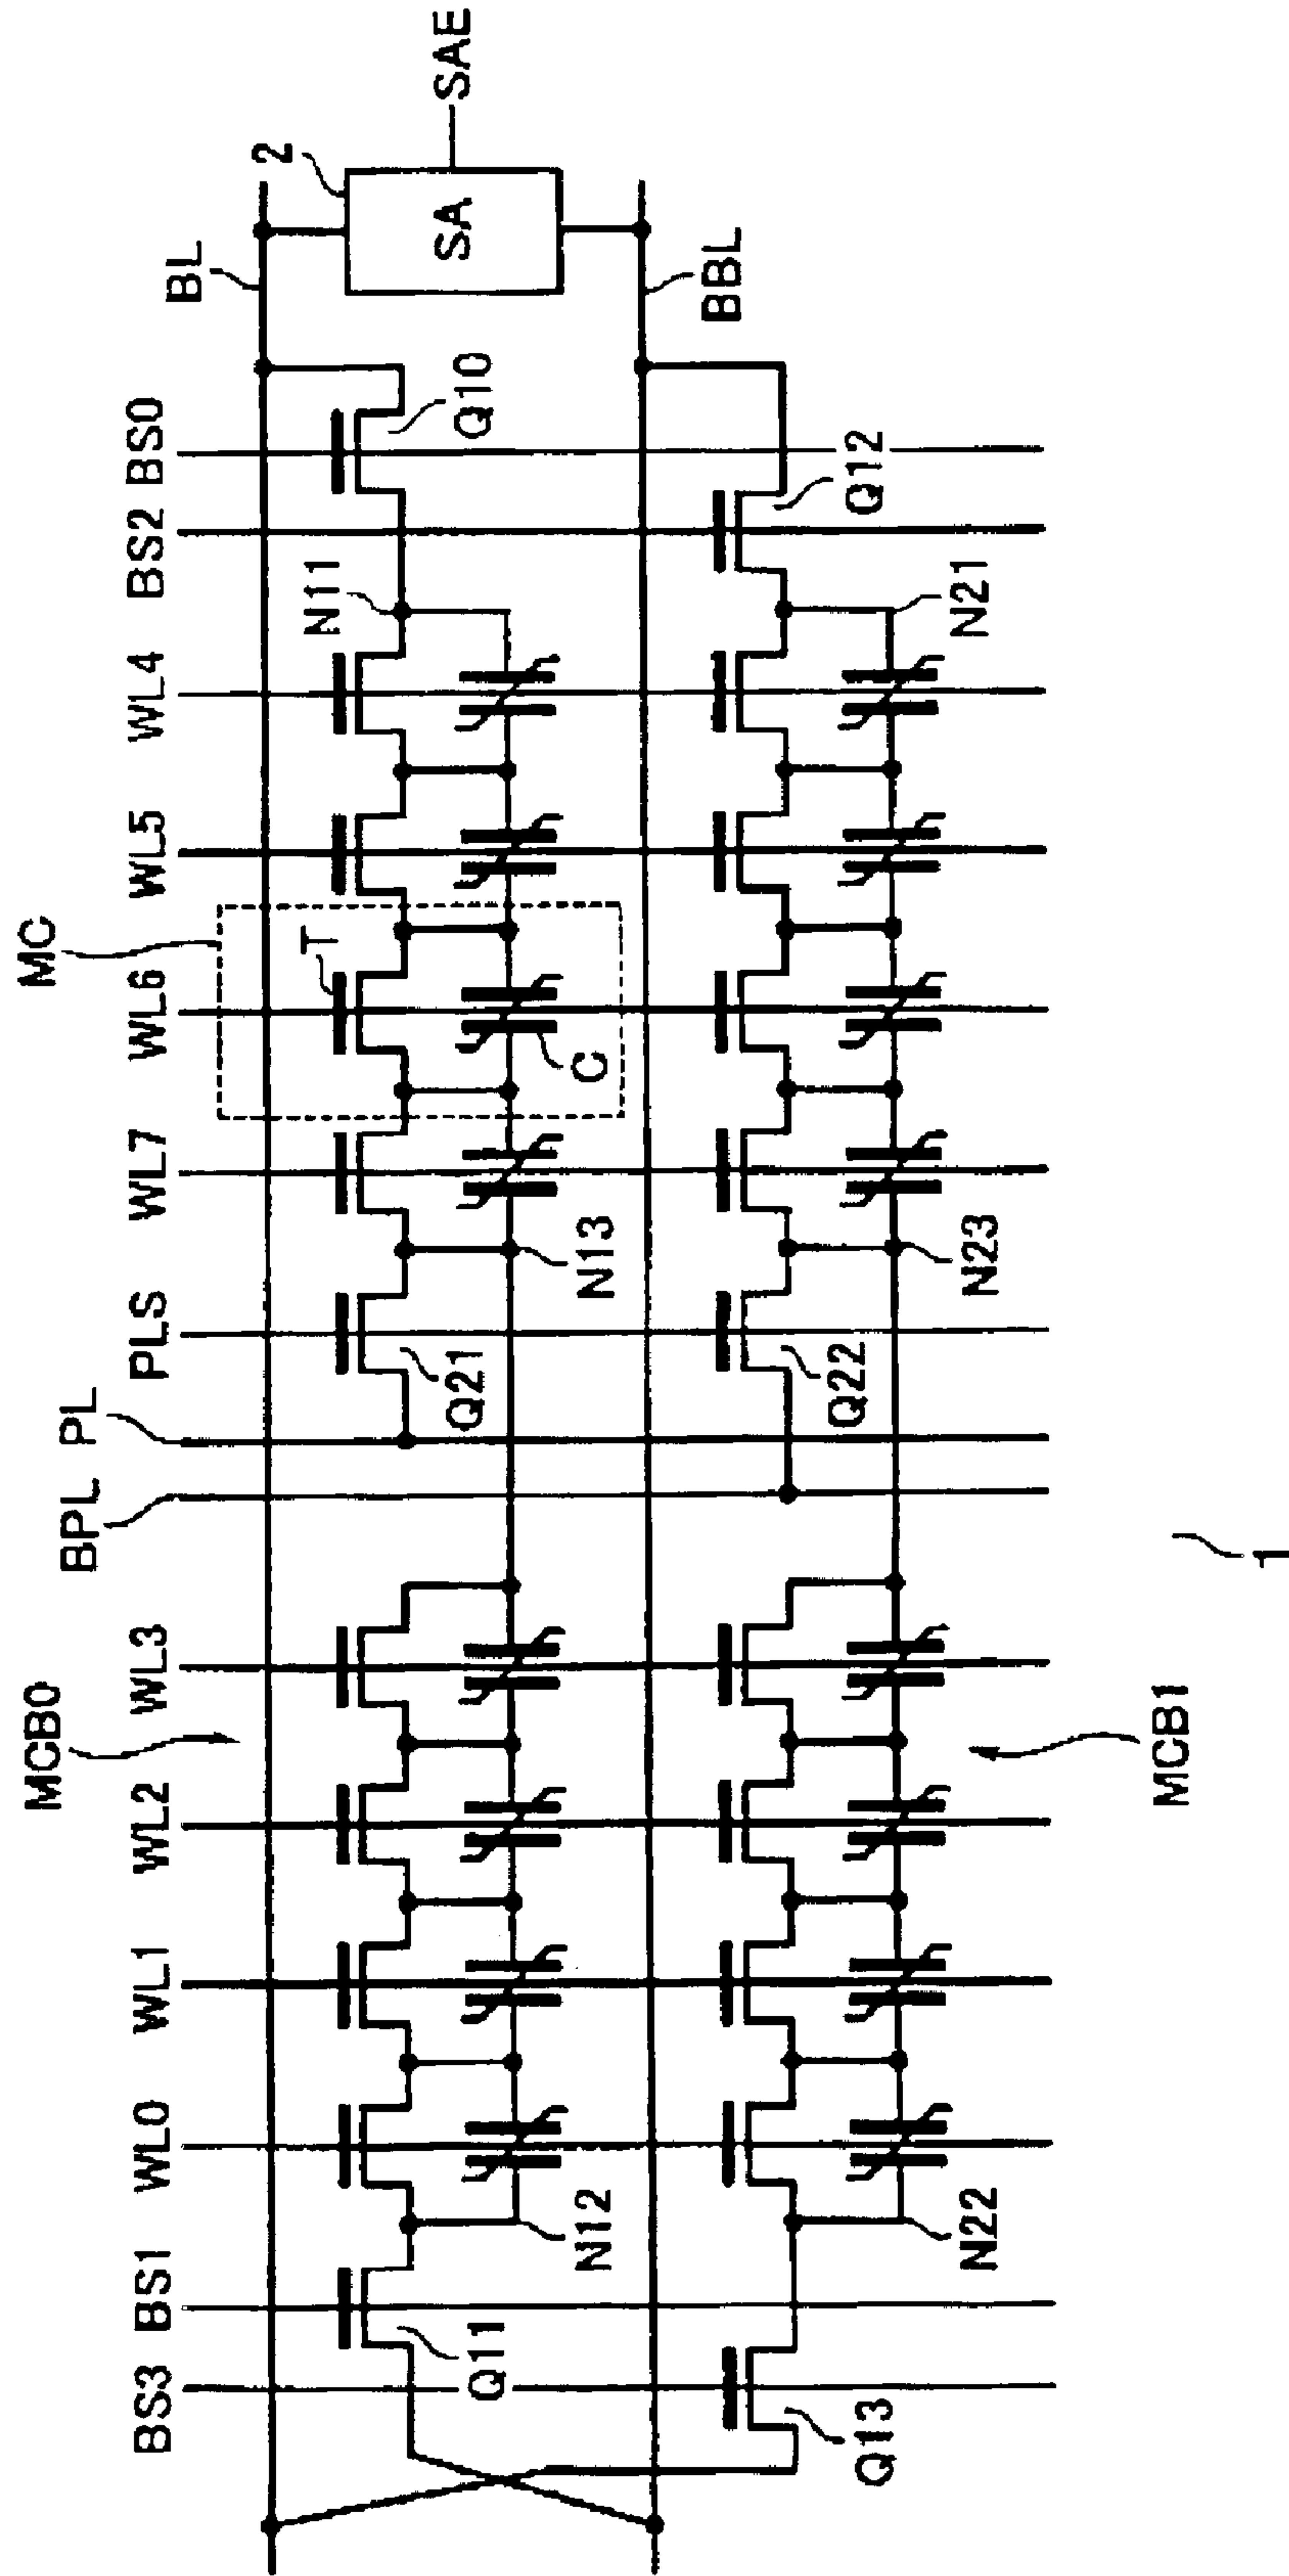 MCB0
MC
BPL
PL
BS3
BS1
WL0
WL1
WL2
WL3
PLS
WL7
WL6
WL5
WL4
BS2
BS0
BL
2
T
N11
SA
SAE
Q11
N12
Q21
N13
C
Q10
BBL
Q13
N22
Q22
N23
N21
Q12
MCB1
1